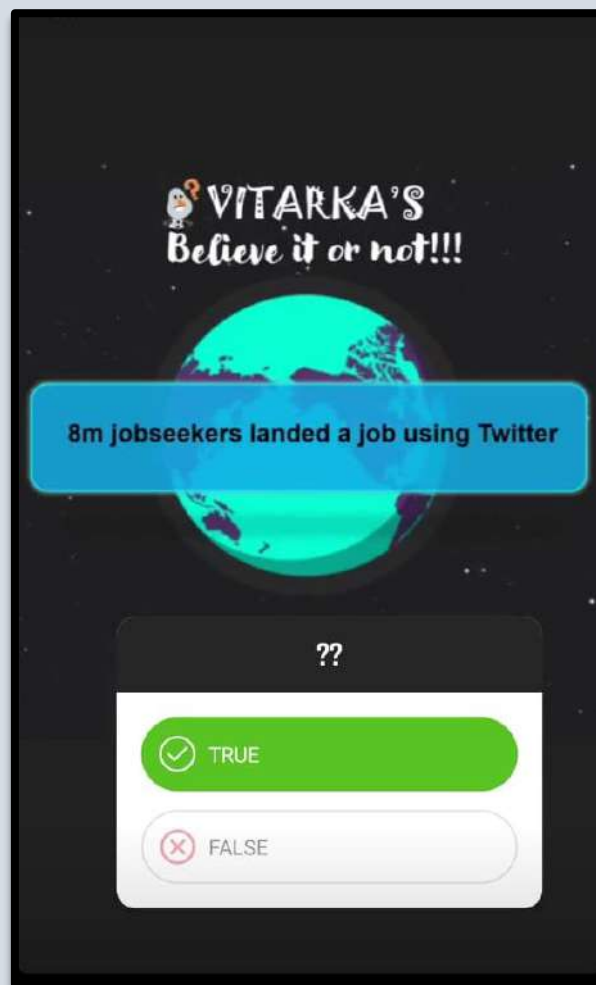 VITARKA'S
Believe it or not!!!
8m jobseekers landed a job using Twitter
??
TRUE
FALSE